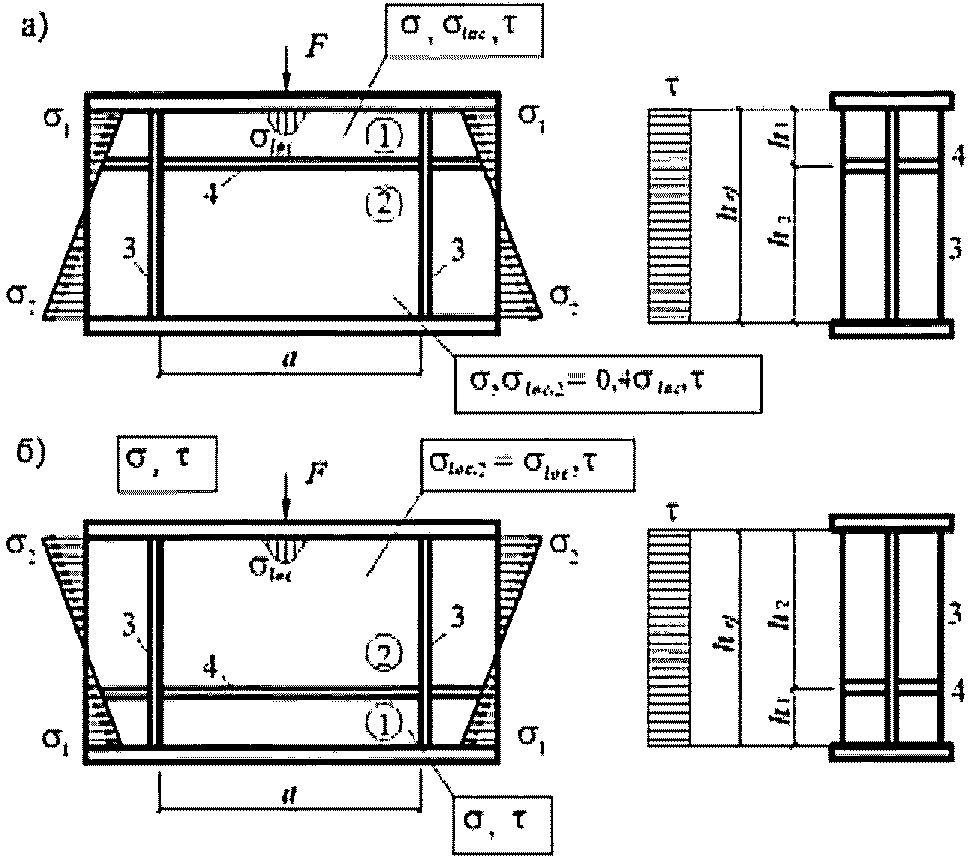 а)
F
σ, σloc, τ
σ1
σ1
σloc
1
4
2
3
3
σ2
σ2
a
σ, σloc,2 = 0,4σloc, τ
τ
hef
h1
h2
4
3
б)
σ, τ
F
σloc,2 = σloc, τ
σ2
σ2
σloc
3
3
2
4
1
σ1
σ1
a
σ, τ
τ
hef
h2
h1
3
4